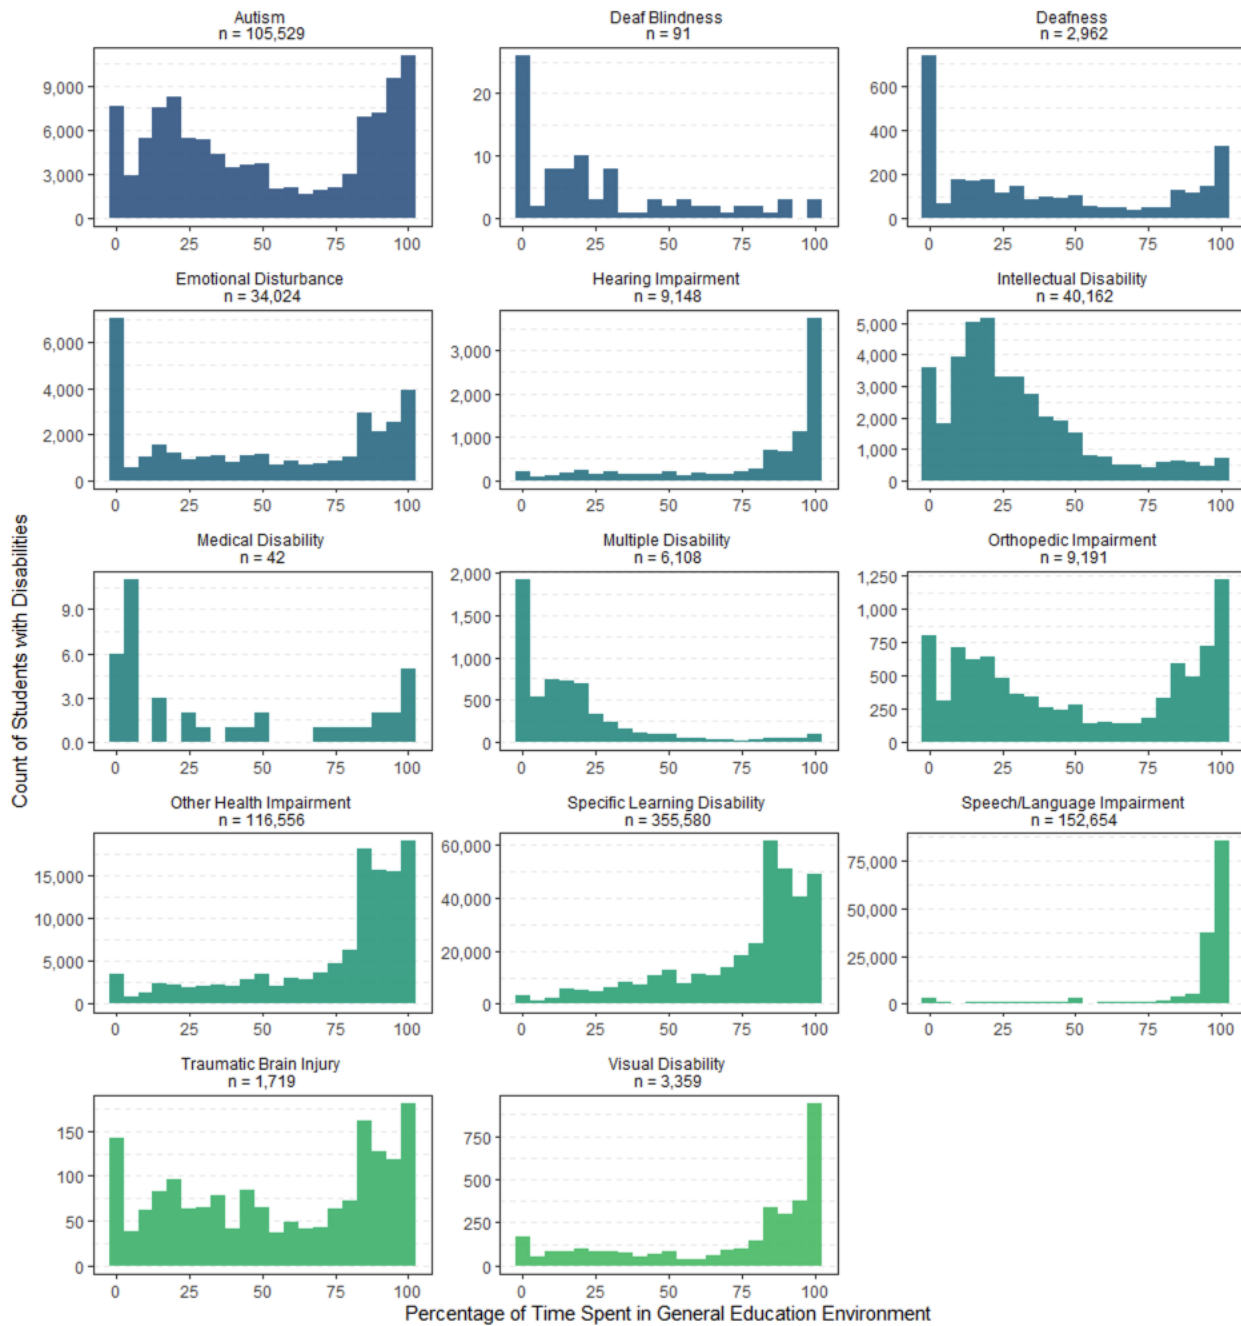 Autism
n = 105,529
9,000
6,000
3,000
0
0 25 50 75 100
Deaf Blindness
n = 91
20
10
0
0 25 50 75 100
Deafness
n = 2,962
600
400
200
0
0 25 50 75 100
Emotional Disturbance
n = 34,024
6,000
4,000
2,000
0
0 25 50 75 100
Hearing Impairment
n = 9,148
3,000
2,000
1,000
0
0 25 50 75 100
Intellectual Disability
n = 40,162
5,000
4,000
3,000
2,000
1,000
0
0 25 50 75 100
Count of Students with Disabilities
Medical Disability
n = 42
9.0
6.0
3.0
0.0
0 25 50 75 100
Multiple Disability
n = 6,108
2,000
1,500
1,000
500
0
0 25 50 75 100
Orthopedic Impairment
n = 9,191
1,250
1,000
750
500
250
0
0 25 50 75 100
Other Health Impairment
n = 116,556
15,000
10,000
5,000
0
0 25 50 75 100
Specific Learning Disability
n = 355,580
60,000
40,000
20,000
0
0 25 50 75 100
Speech/Language Impairment
n = 152,654
75,000
50,000
25,000
0
0 25 50 75 100
Traumatic Brain Injury
n = 1,719
150
100
50
0
0 25 50 75 100
Visual Disability
n = 3,359
750
500
250
0
0 25 50 75 100
Percentage of Time Spent in General Education Environment